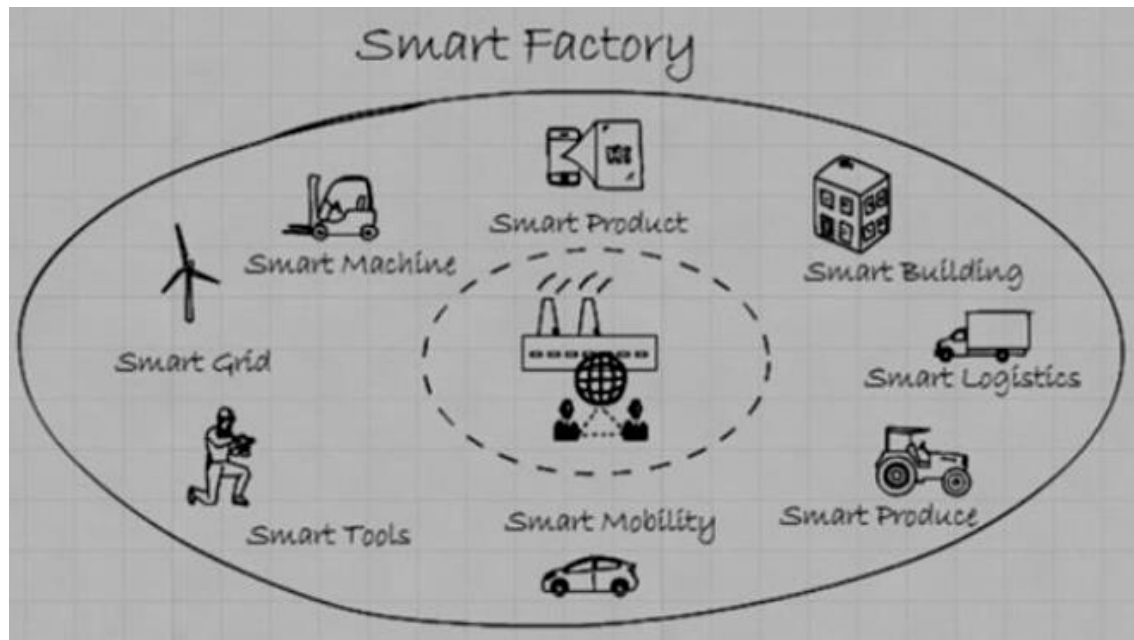 Smart Factory
Smart Product
Smart Machine
Smart Building
Smart Grid
Smart Logistics
Smart Tools
Smart Mobility
Smart Produce